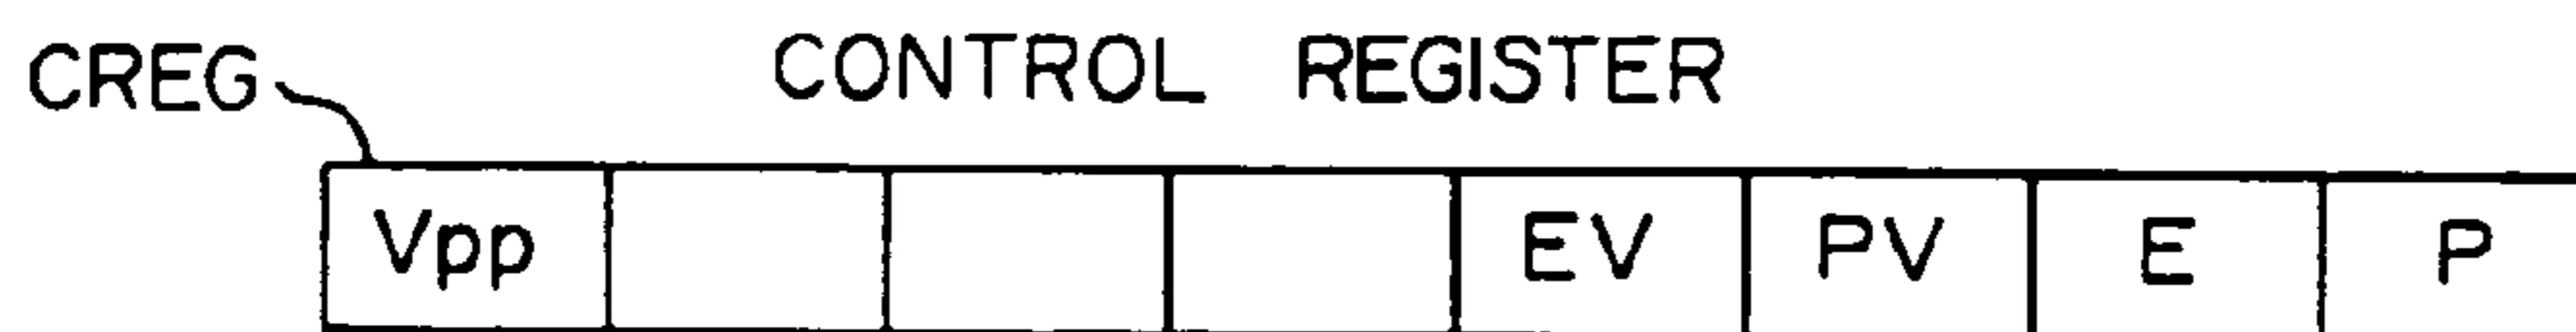 CREG CONTROL REGISTER
Vpp EV PV E P